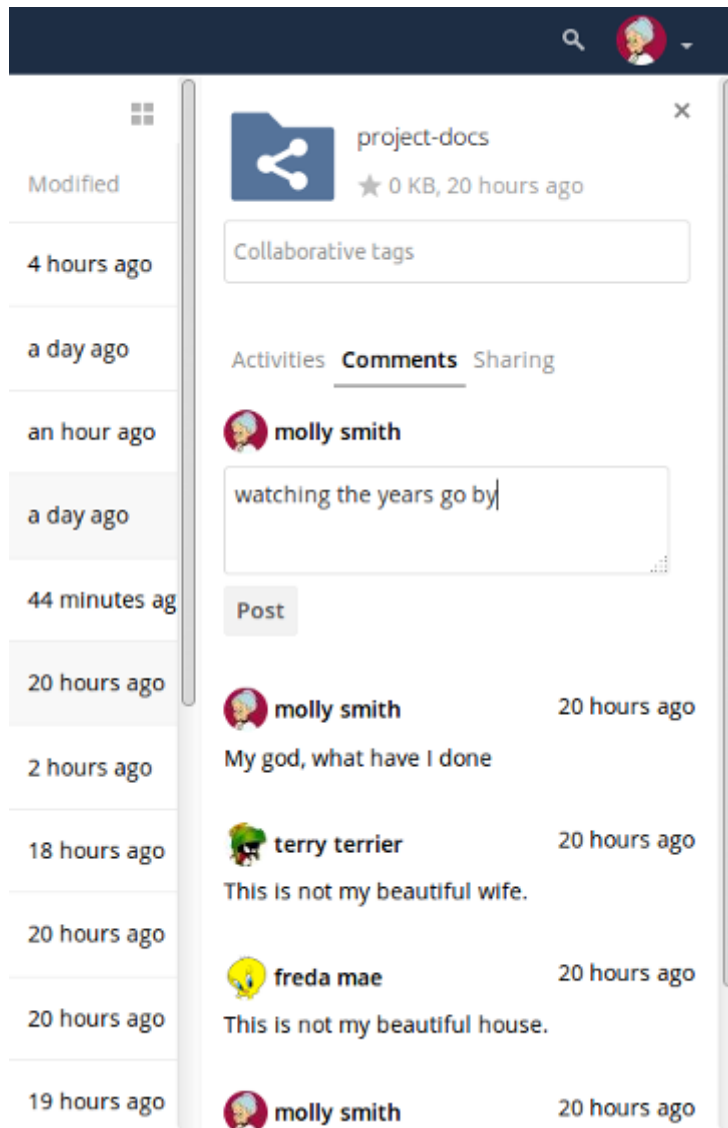 Modified
4 hours ago
a day ago
an hour ago
a day ago
44 minutes ag
20 hours ago
2 hours ago
18 hours ago
20 hours ago
20 hours ago
19 hours ago
project-docs
0 KB, 20 hours ago
Collaborative tags
Activities Comments Sharing
molly smith
watching the years go by
Post
molly smith 20 hours ago
My god, what have I done
terry terrier 20 hours ago
This is not my beautiful wife.
freda mae 20 hours ago
This is not my beautiful house.
molly smith 20 hours ago